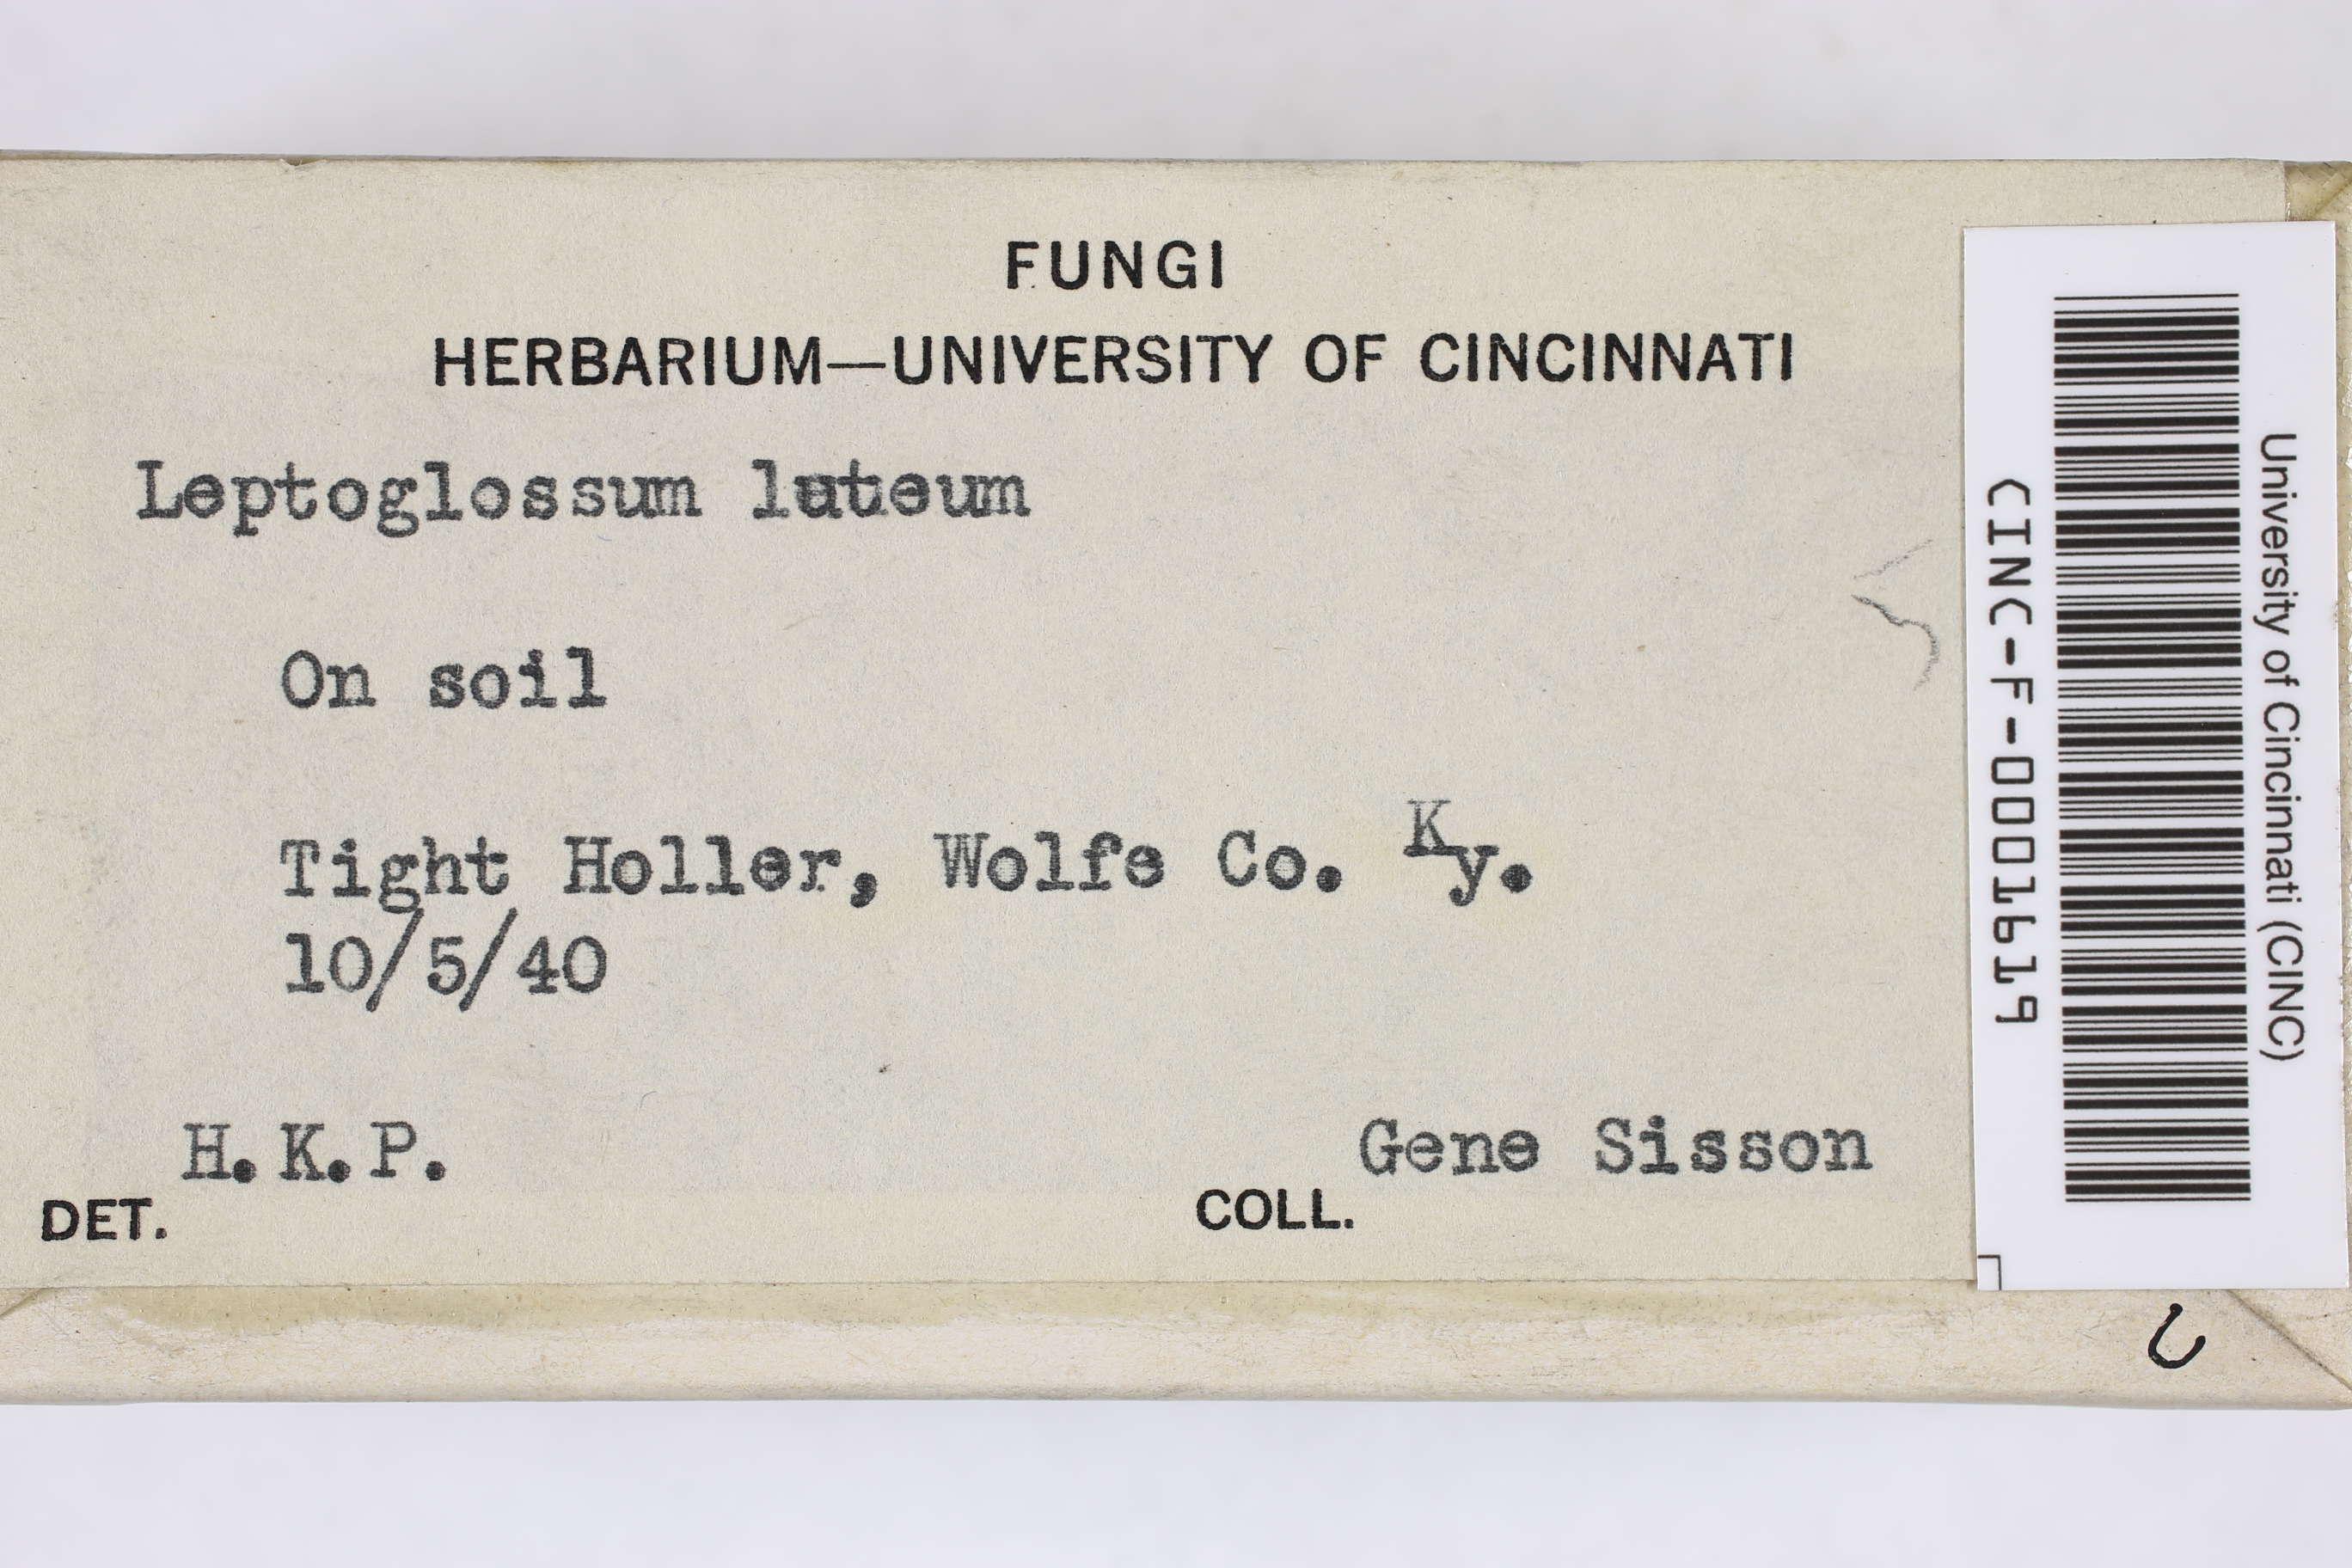 FUNGI
HERBARIUM—UNIVERSITY OF CINCINNATI
Leptoglossum luteum
On soil
Tight Holler, Wolfe Co. Ky.
10/5/40
H.K.P.
Gene Sisson
DET.
COLL.
University of Cincinnati (CINC)
CINC-F-0001619